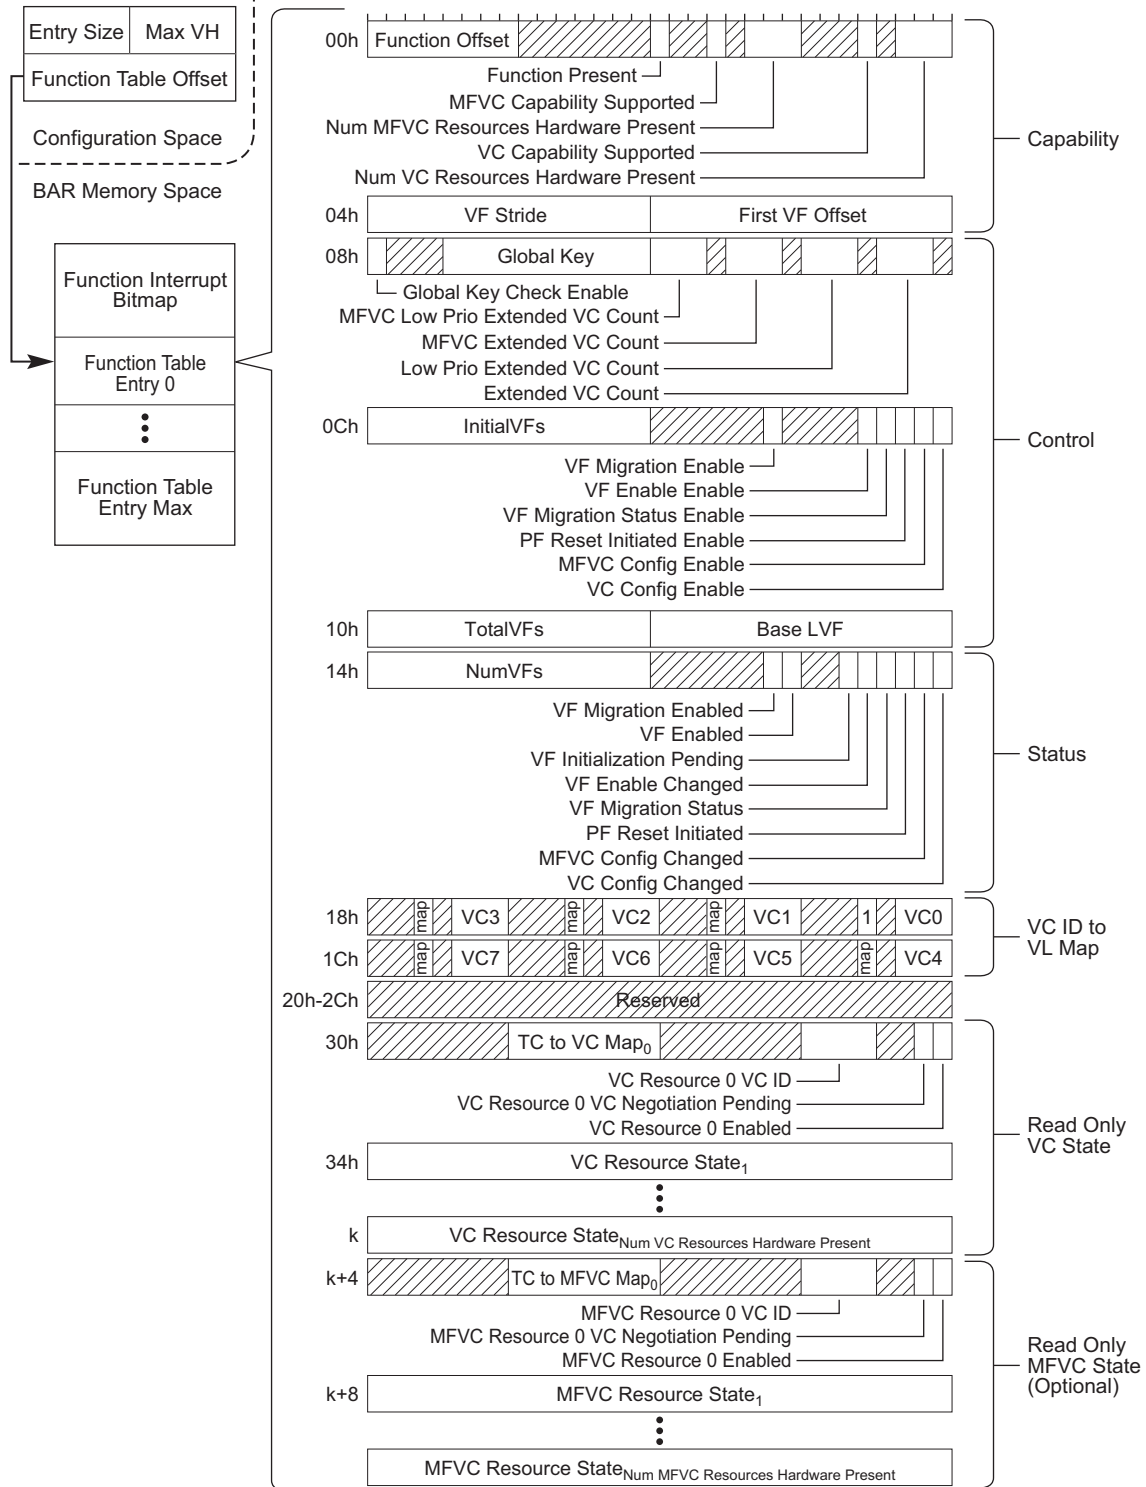 Entry Size Max VH
Function Table Offset
Configuration Space
BAR Memory Space
Function Interrupt
Bitmap
Function Table
Entry 0
Function Table
Entry Max
00h Function Offset
Function Present
MFVC Capability Supported
Num MFVC Resources Hardware Present
VC Capability Supported
Num VC Resources Hardware Present
04h VF Stride First VF Offset
Capability
08h Global Key
Global Key Check Enable
MFVC Low Prio Extended VC Count
MFVC Extended VC Count
Low Prio Extended VC Count
Extended VC Count
0Ch InitialVFs
VF Migration Enable
VF Enable Enable
VF Migration Status Enable
PF Reset Initiated Enable
MFVC Config Enable
VC Config Enable
10h TotalVFs Base LVF
Control
14h NumVFs
VF Migration Enabled
VF Enabled
VF Initialization Pending
VF Enable Changed
VF Migration Status
PF Reset Initiated
MFVC Config Changed
VC Config Changed
Status
18h map VC3 map VC2 map VC1 1 VC0
1Ch map VC7 map VC6 map VC5 map VC4
VC ID to
VL Map
20h-2Ch Reserved
30h TC to VC Map0
VC Resource 0 VC ID
VC Resource 0 VC Negotiation Pending
VC Resource 0 Enabled
34h VC Resource State1
k VC Resource StateNum VC Resources Hardware Present
Read Only
VC State
k+4 TC to MFVC Map0
MFVC Resource 0 VC ID
MFVC Resource 0 VC Negotiation Pending
MFVC Resource 0 Enabled
k+8 MFVC Resource State1
MFVC Resource StateNum MFVC Resources Hardware Present
Read Only
MFVC State
(Optional)